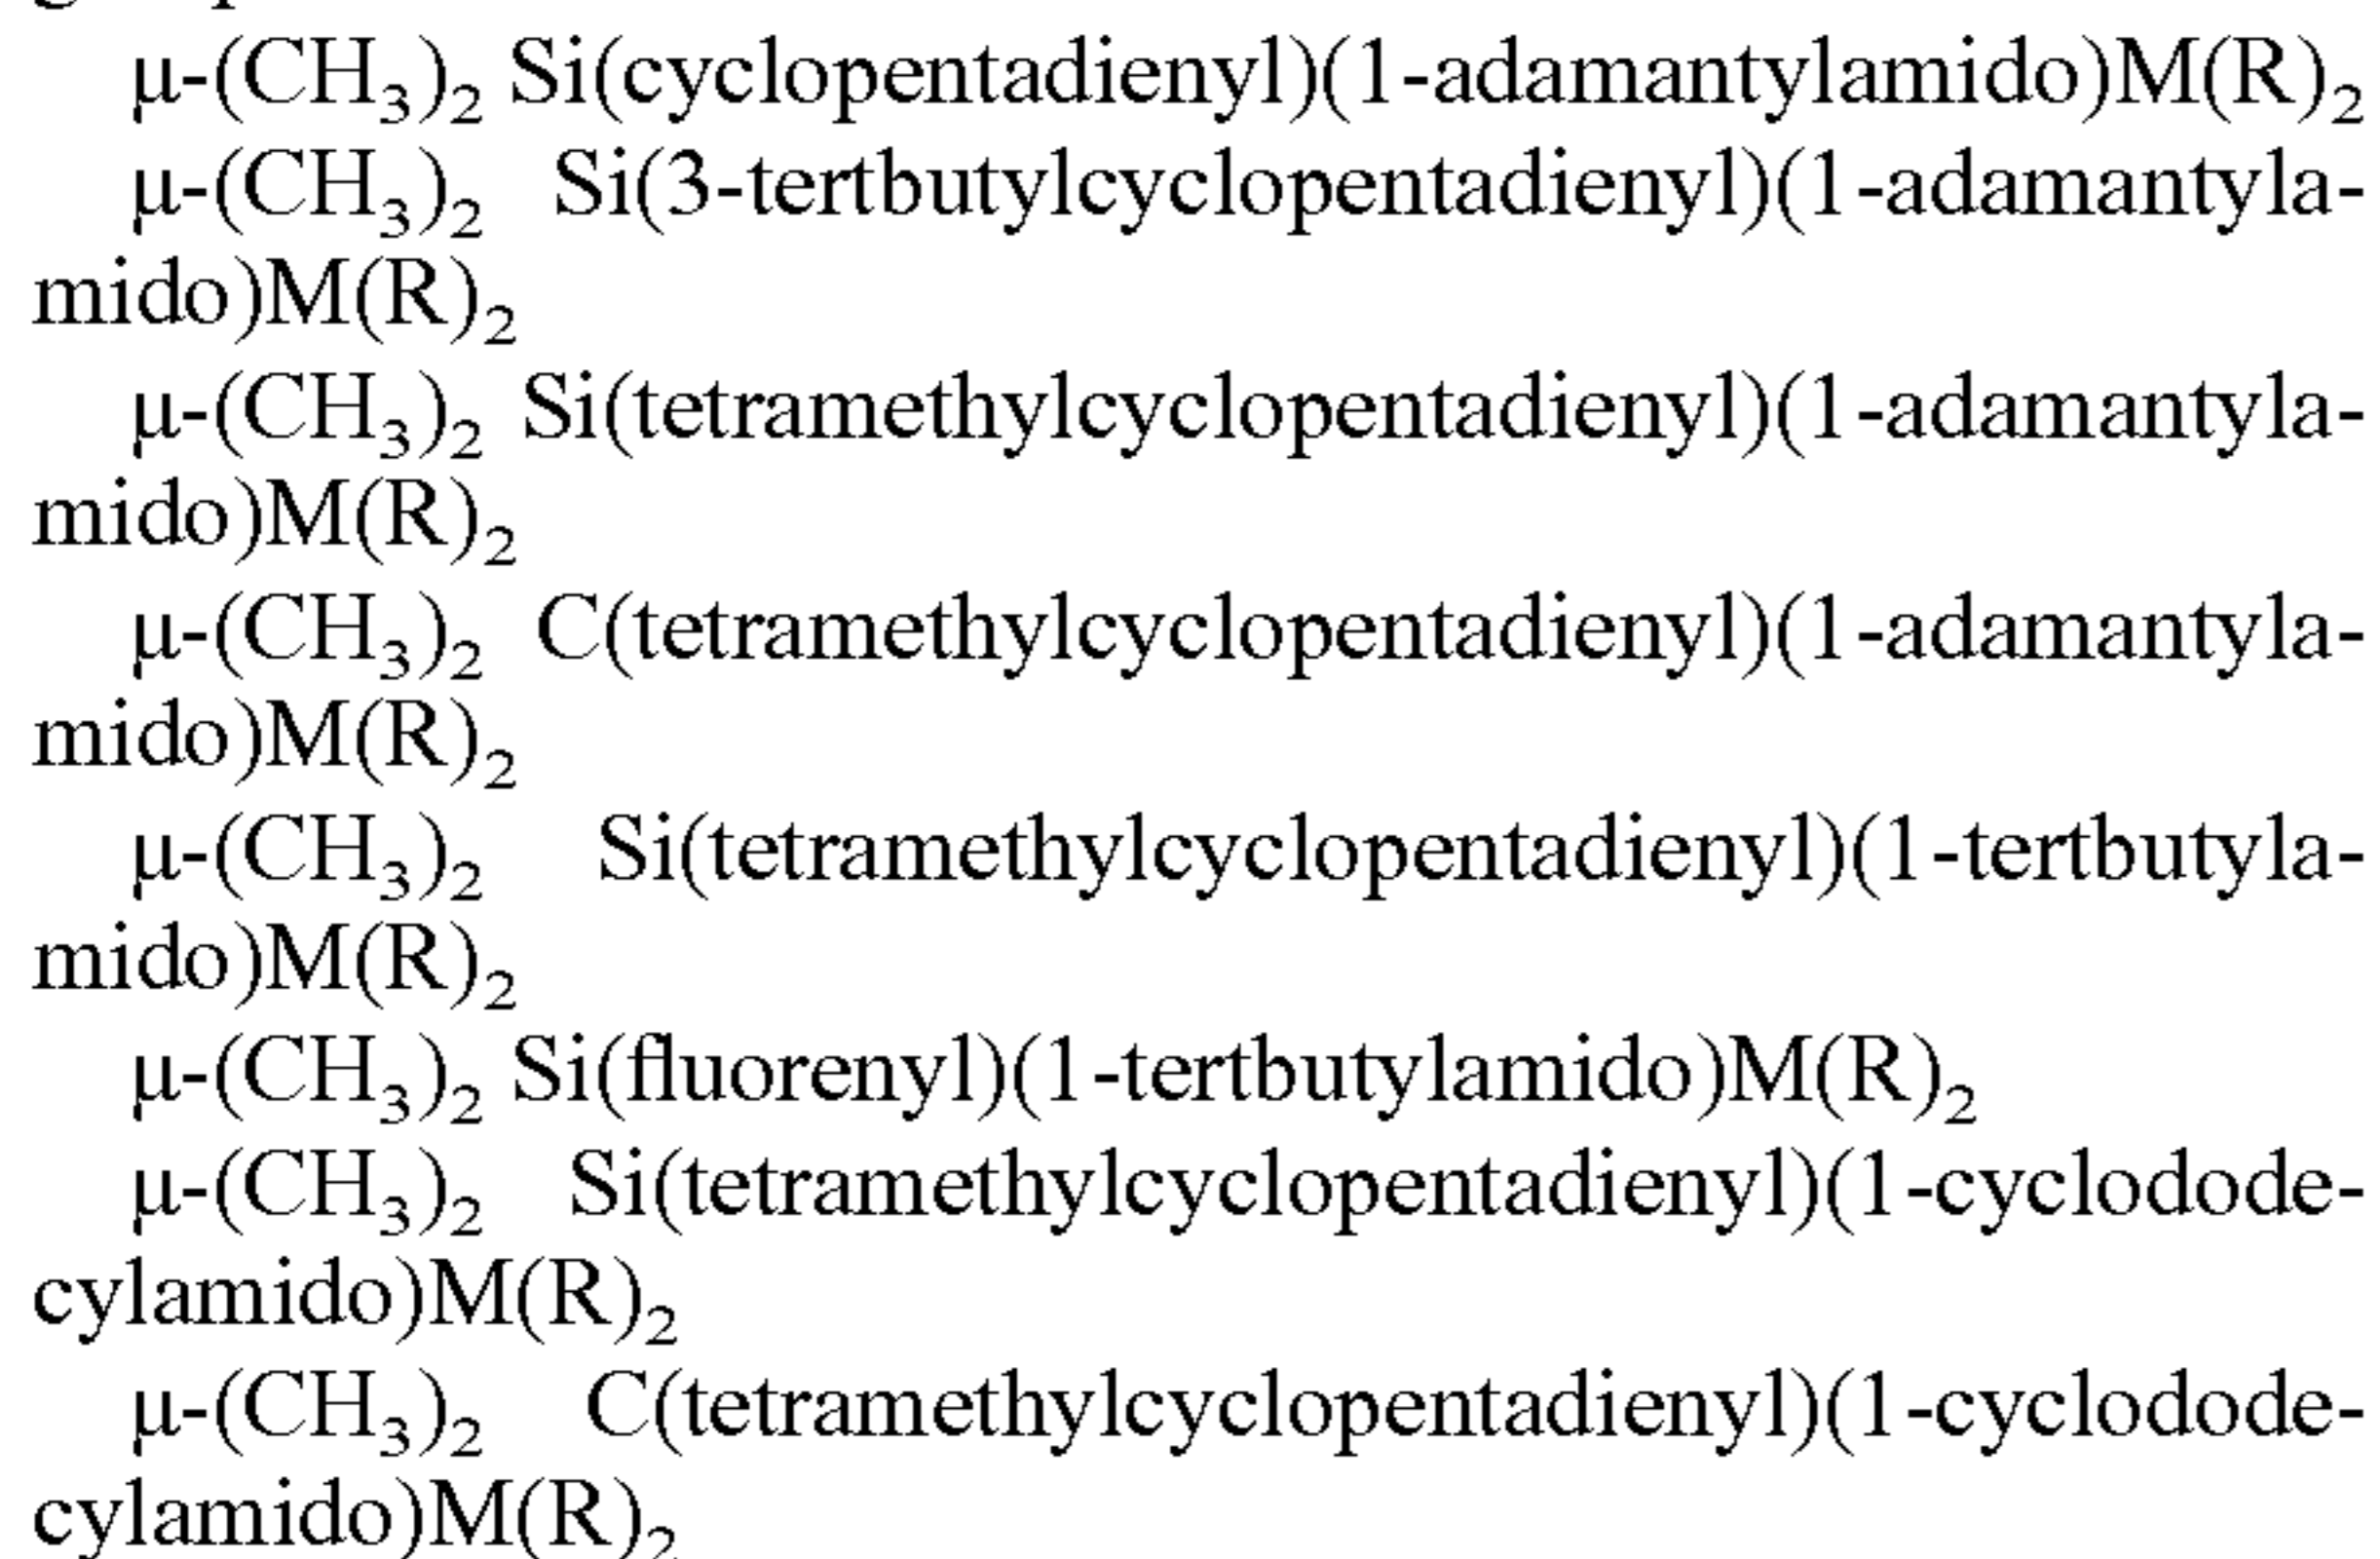 μ-(CH₃)₂ Si(cyclopentadienyl)(1-adamantylamido)M(R)₂
μ-(CH₃)₂ Si(3-tertbutylcyclopentadienyl)(1-adamantyla-
mido)M(R)₂
μ-(CH₃)₂ Si(tetramethylcyclopentadienyl)(1-adamantyla-
mido)M(R)₂
μ-(CH₃)₂ C(tetramethylcyclopentadienyl)(1-adamantyla-
mido)M(R)₂
μ-(CH₃)₂ Si(tetramethylcyclopentadienyl)(1-tertbutyla-
mido)M(R)₂
μ-(CH₃)₂ Si(fluorenyl)(1-tertbutylamido)M(R)₂
μ-(CH₃)₂ Si(tetramethylcyclopentadienyl)(1-cyclodode-
cylamido)M(R)₂
μ-(CH₃)₂ C(tetramethylcyclopentadienyl)(1-cyclodode-
cylamido)M(R)₂